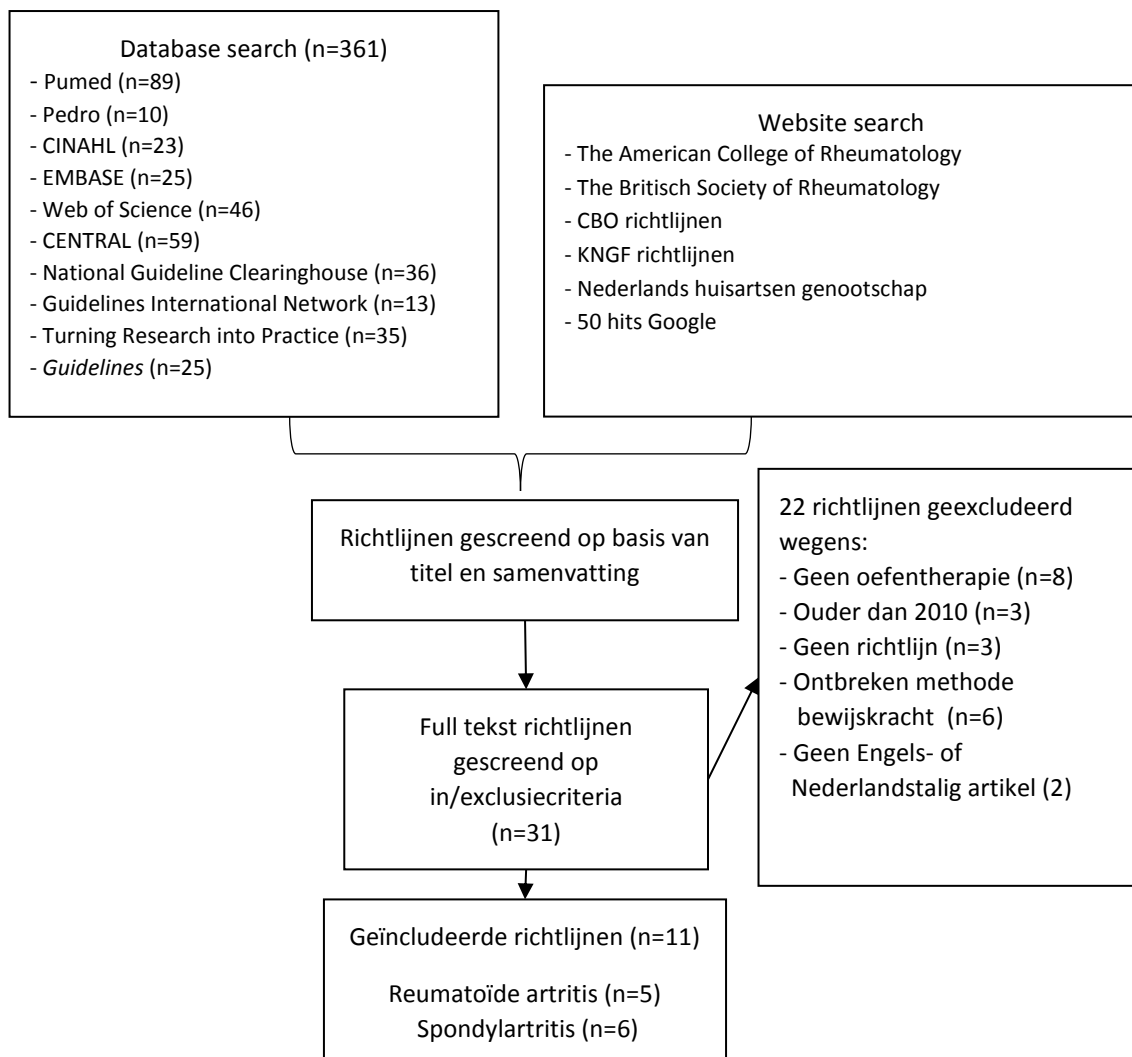 Database search (n=361)
- Pumed (n=89)
- Pedro (n=10)
- CINAHL (n=23)
- EMBASE (n=25)
- Web of Science (n=46)
- CENTRAL (n=59)
- National Guideline Clearinghouse (n=36)
- Guidelines International Network (n=13)
- Turning Research into Practice (n=35)
- Guidelines (n=25)
Website search
- The American College of Rheumatology
- The Britisch Society of Rheumatology
- CBO richtlijnen
- KNGF richtlijnen
- Nederlands huisartsen genootschap
- 50 hits Google
Richtlijnen gescreend op basis van
titel en samenvatting
22 richtlijnen geexcludeerd
wegens:
- Geen oefentherapie (n=8)
- Ouder dan 2010 (n=3)
- Geen richtlijn (n=3)
- Ontbreken methode
bewijskracht (n=6)
- Geen Engels- of
Nederlandstalig artikel (2)
Full tekst richtlijnen
gescreend op
in/exclusiecriteria
(n=31)
Geïncludeerde richtlijnen (n=11)
Reumatoïde artritis (n=5)
Spondylartritis (n=6)